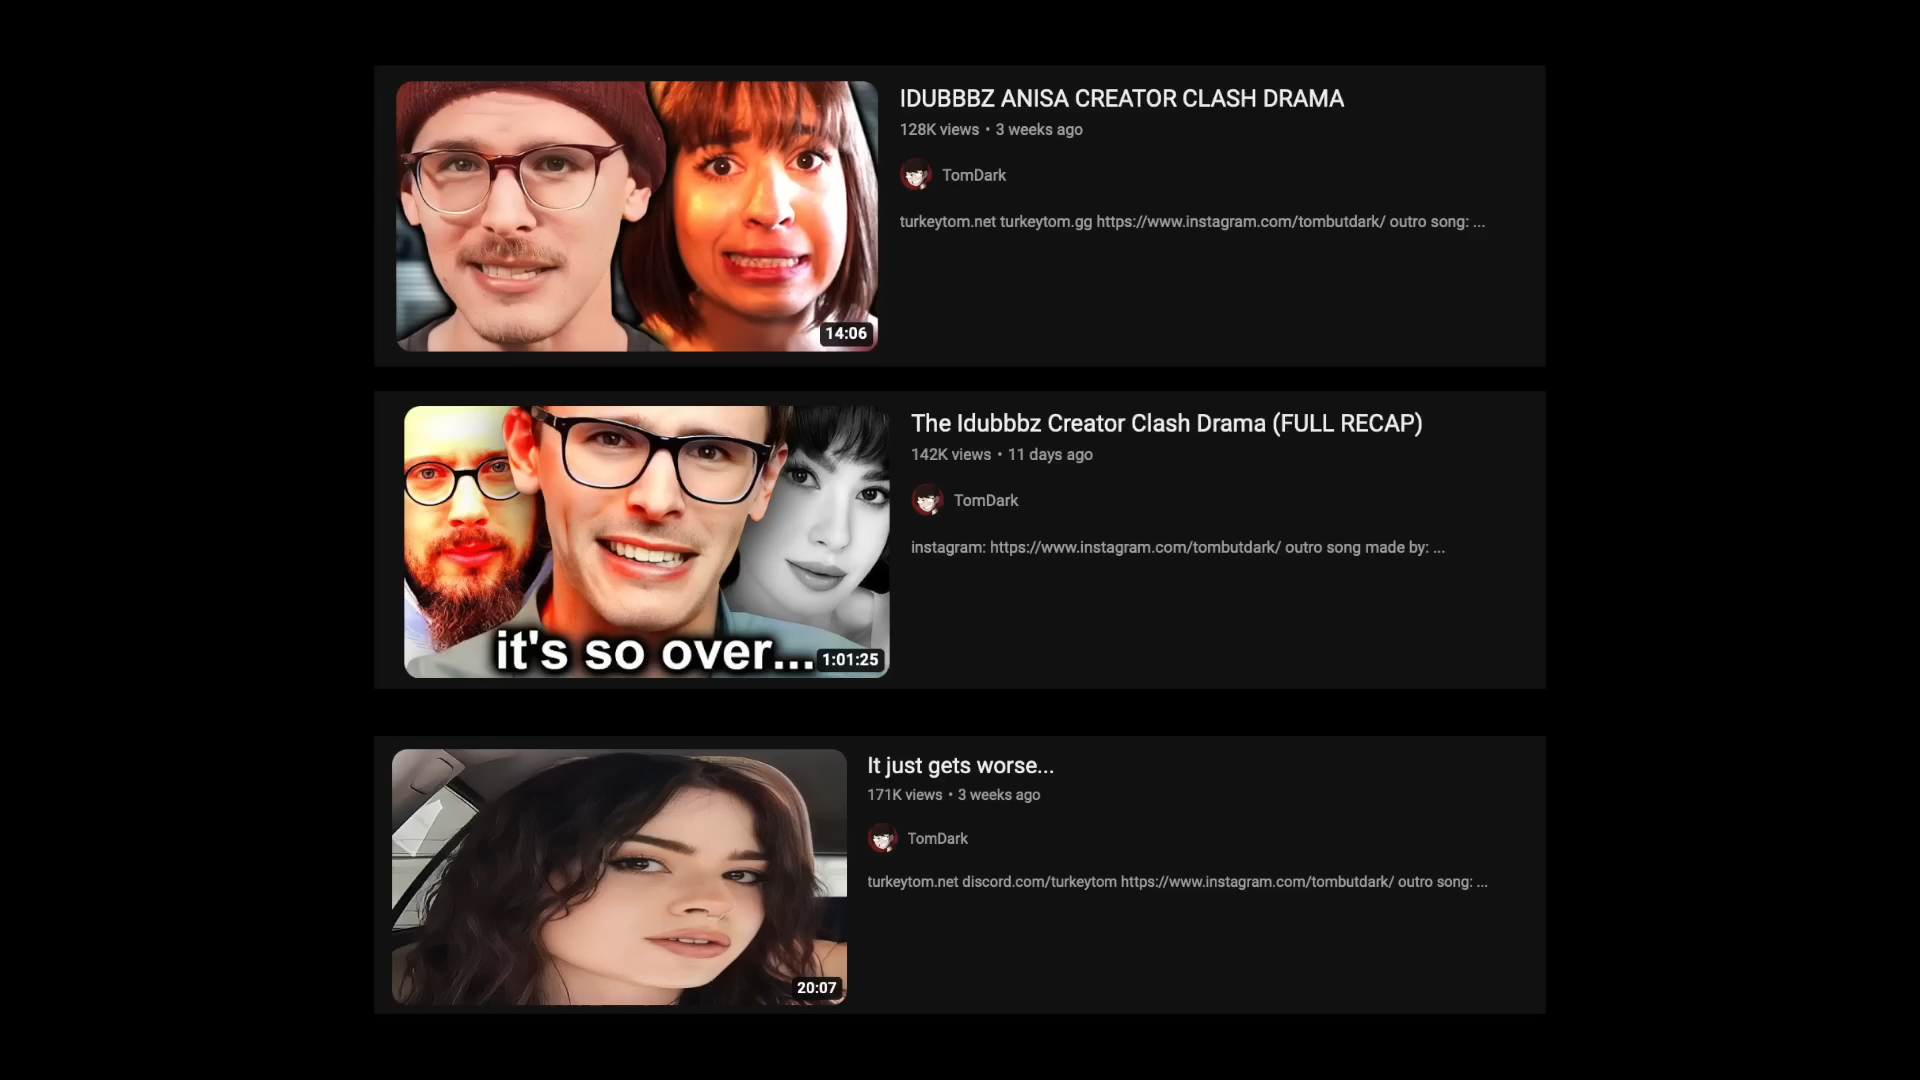 IDUBBBZ ANISA CREATOR CLASH DRAMA
128K views • 3 weeks ago
TomDark
turkeytom.net turkeytom.gg https://www.instagram.com/tombutdark/ outro song: ...
14:06
The Idubbbz Creator Clash Drama (FULL RECAP)
142K views • 11 days ago
TomDark
instagram: https://www.instagram.com/tombutdark/ outro song made by: ...
it's so over...
1:01:25
It just gets worse...
171K views • 3 weeks ago
TomDark
turkeytom.net discord.com/turkeytom https://www.instagram.com/tombutdark/ outro song: ...
20:07